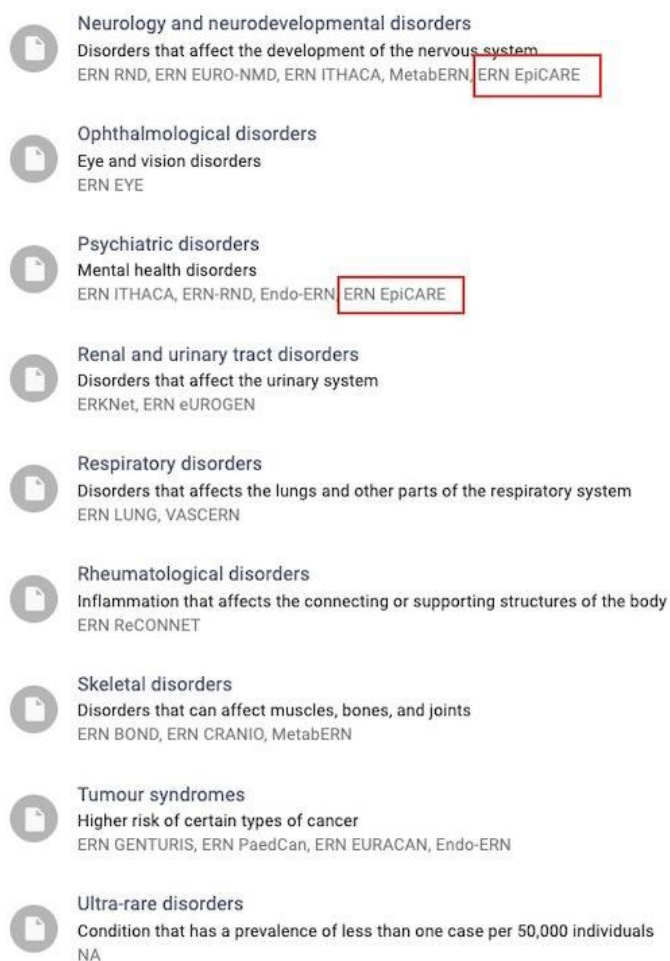 Neurology and neurodevelopmental disorders
Disorders that affect the development of the nervous system
ERN RND, ERN EURO-NMD, ERN ITHACA, MetabERN, ERN EpiCARE
Ophthalmological disorders
Eye and vision disorders
ERN EYE
Psychiatric disorders
Mental health disorders
ERN ITHACA, ERN-RND, Endo-ERN, ERN EpiCARE
Renal and urinary tract disorders
Disorders that affect the urinary system
ERKNet, ERN eUROGEN
Respiratory disorders
Disorders that affects the lungs and other parts of the respiratory system
ERN LUNG, VASCERN
Rheumatological disorders
Inflammation that affects the connecting or supporting structures of the body
ERN ReCONNET
Skeletal disorders
Disorders that can affect muscles, bones, and joints
ERN BOND, ERN CRANIO, MetabERN
Tumour syndromes
Higher risk of certain types of cancer
ERN GENTURIS, ERN PaedCan, ERN EURACAN, Endo-ERN
Ultra-rare disorders
Condition that has a prevalence of less than one case per 50,000 individuals
NA